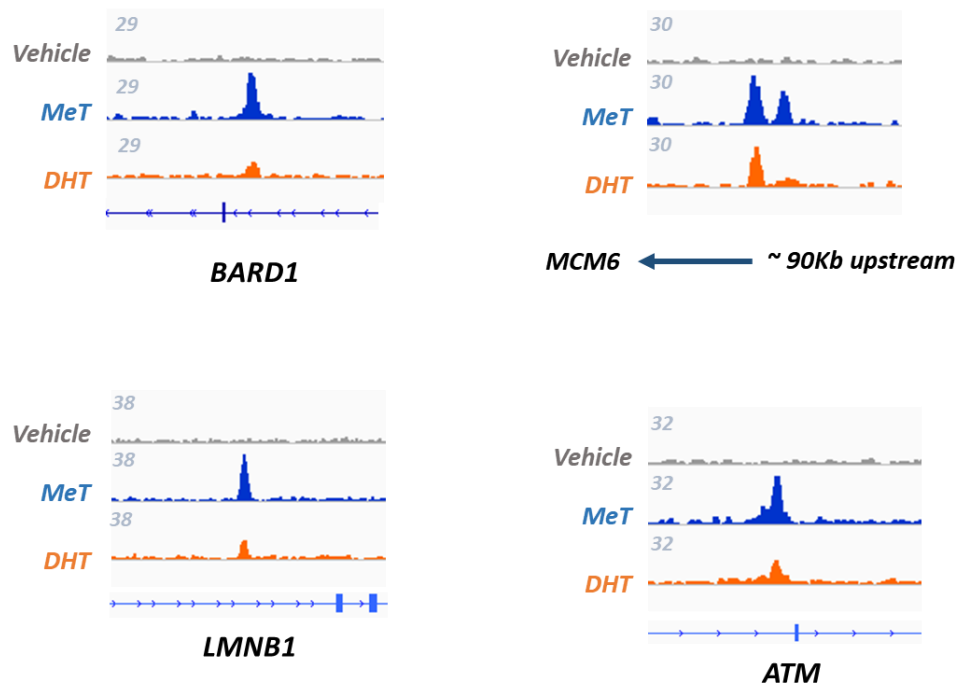 29
Vehicle
29
MeT
29
DHT
BARD1
30
Vehicle
30
MeT
30
DHT
MCM6
~ 90Kb upstream
38
Vehicle
38
MeT
38
DHT
LMNB1
32
Vehicle
32
MeT
32
DHT
ATM